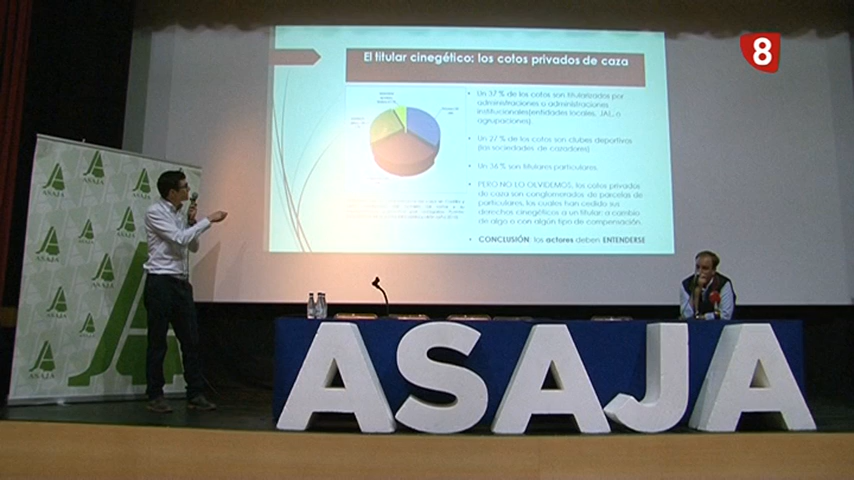 8
El titular cinegético: los cotos privados de caza
• Un 37 % de los cotos son titularizados por
administraciones o administraciones
institucionales(entidades locales, JAL, o
agrupaciones)
• Un 27 % de los cotos son clubes deportivos
(las sociedades de cazadores)
• Un 36 % son titulares particulares.
• PERO NO LO OLVIDEMOS, los cotos privados
de caza son conglomerados de parcelas de
particulares, los cuales han cedido sus
derechos cinegéticos a un titular; a cambio
de algo o con algún tipo de compensación.
• CONCLUSIÓN: los actores deben ENTENDERSE
ASAJA
ASAJA
ASAJA
ASAJA
ASAJA
ASAJA
ASAJA
ASAJA
ASAJA
ASAJA